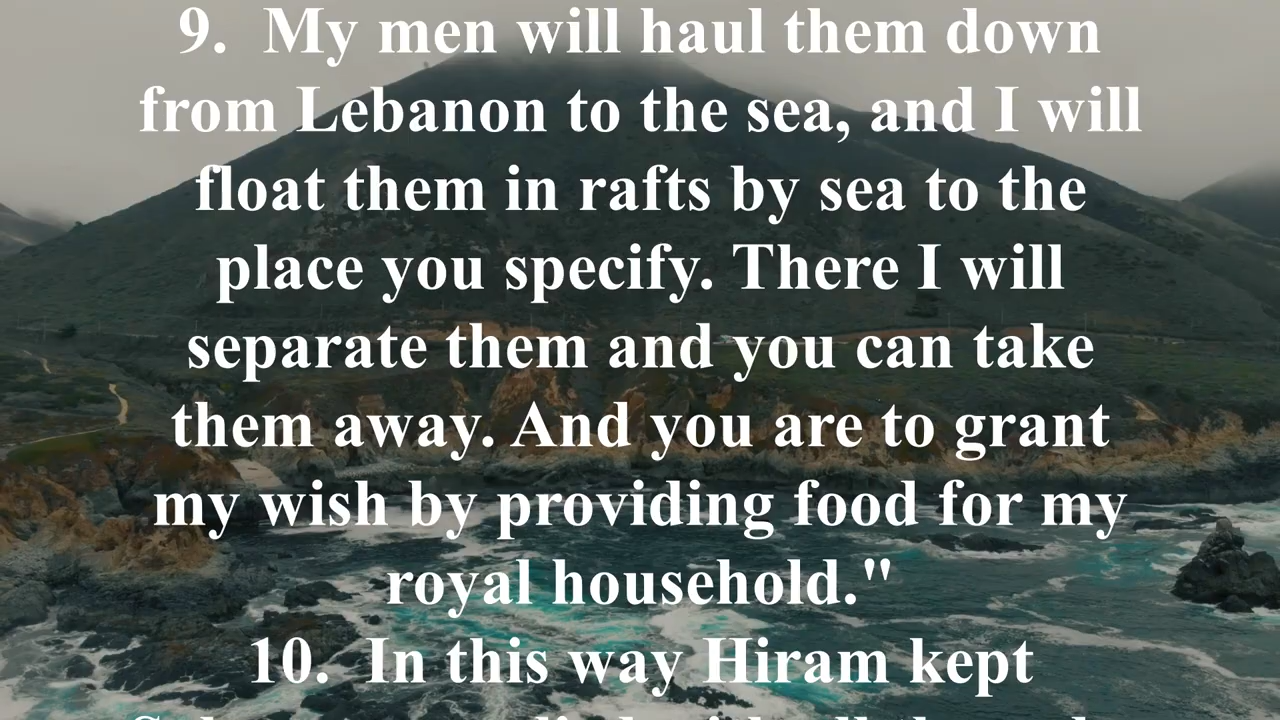 9.  My men will haul them down
from Lebanon to the sea, and I will
float them in rafts by sea to the
place you specify. There I will
separate them and you can take
them away. And you are to grant
my wish by providing food for my
royal household."
10.  In this way Hiram kept